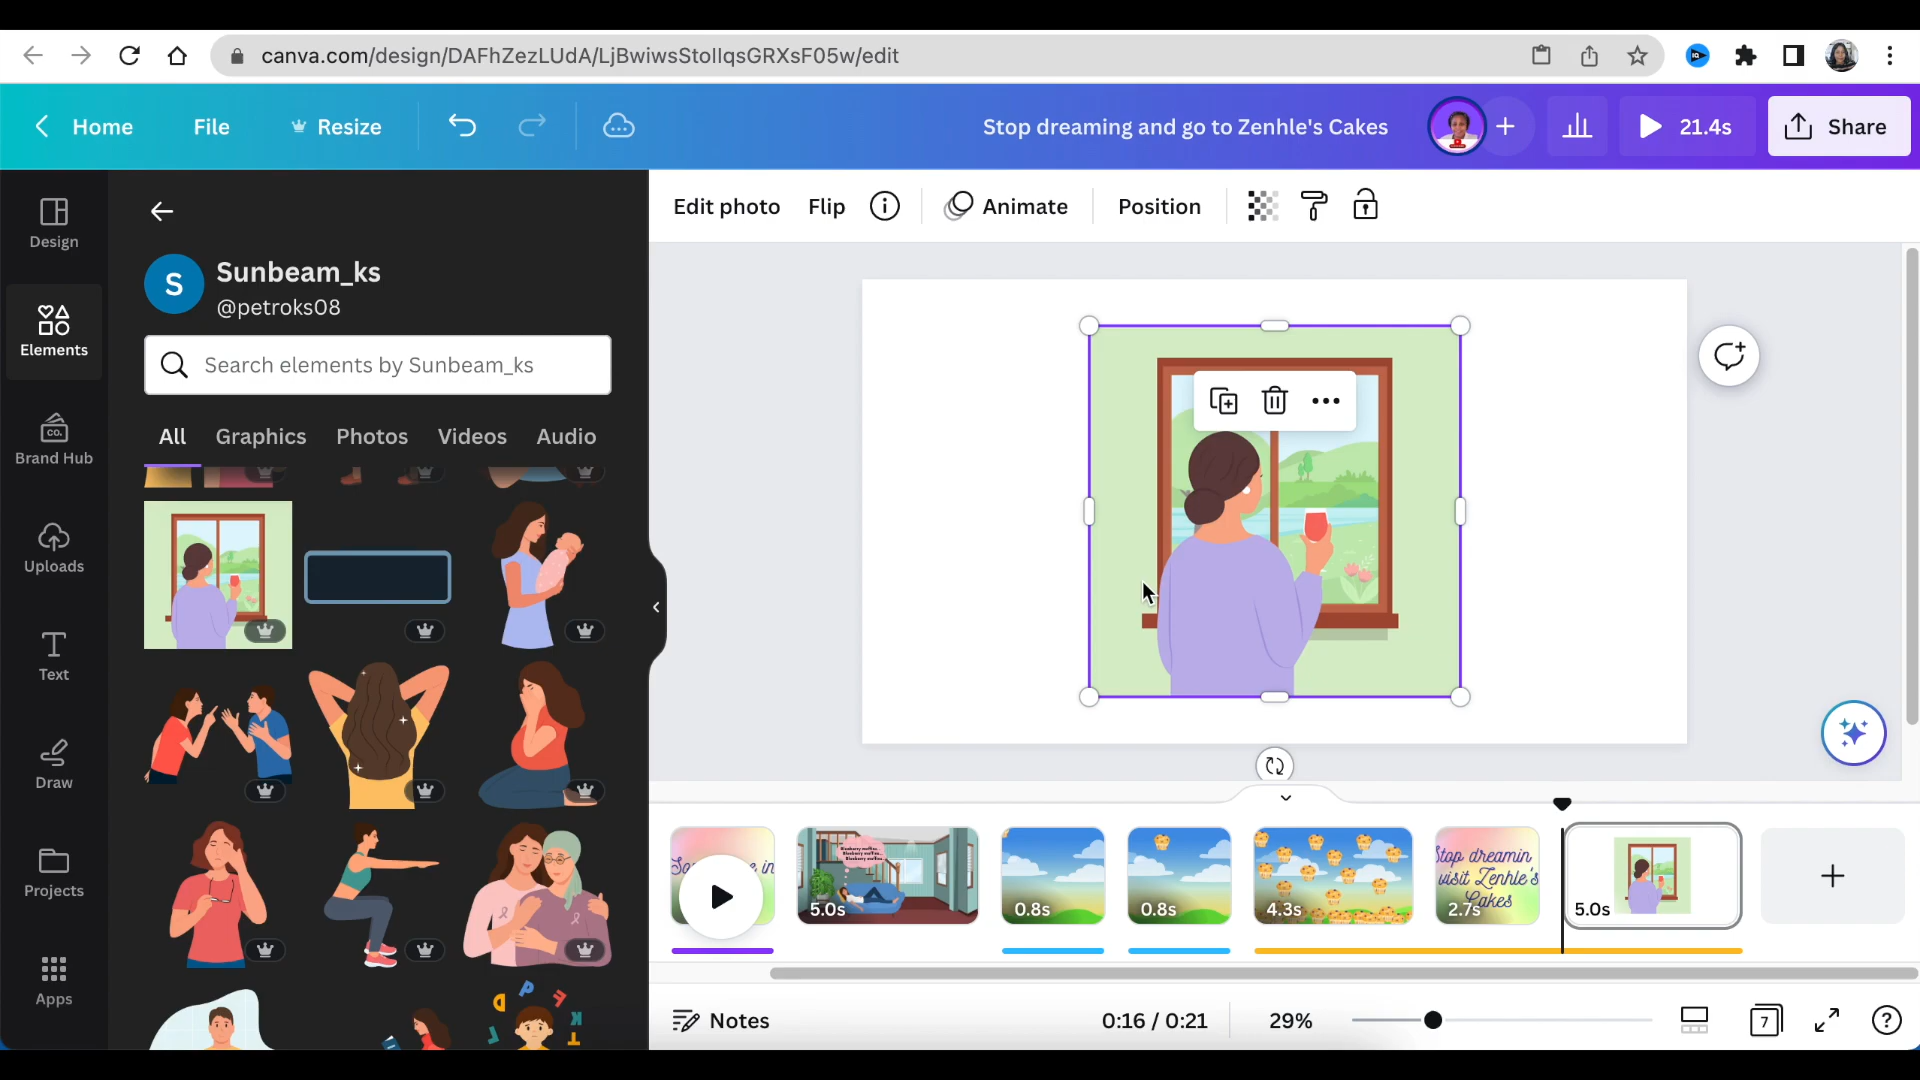 canva.com/design/DAFhZezLUdA/LjBwiwsStolIqsGRXsF05w/edit
Home
File
Resize
Stop dreaming and go to Zenhle's Cakes
21.4s
Share
Design
Elements
Brand Hub
Uploads
Text
Draw
Projects
Apps
S
Sunbeam_ks
@petroks08
Search elements by Sunbeam_ks
All
Graphics
Photos
Videos
Audio
Edit photo
Flip
Animate
Position
5.0s
0.8s
0.8s
4.3s
Stop dreamin
visit Zenhle's
Cakes
2.7s
5.0s
Notes
0:16 / 0:21
29%
7